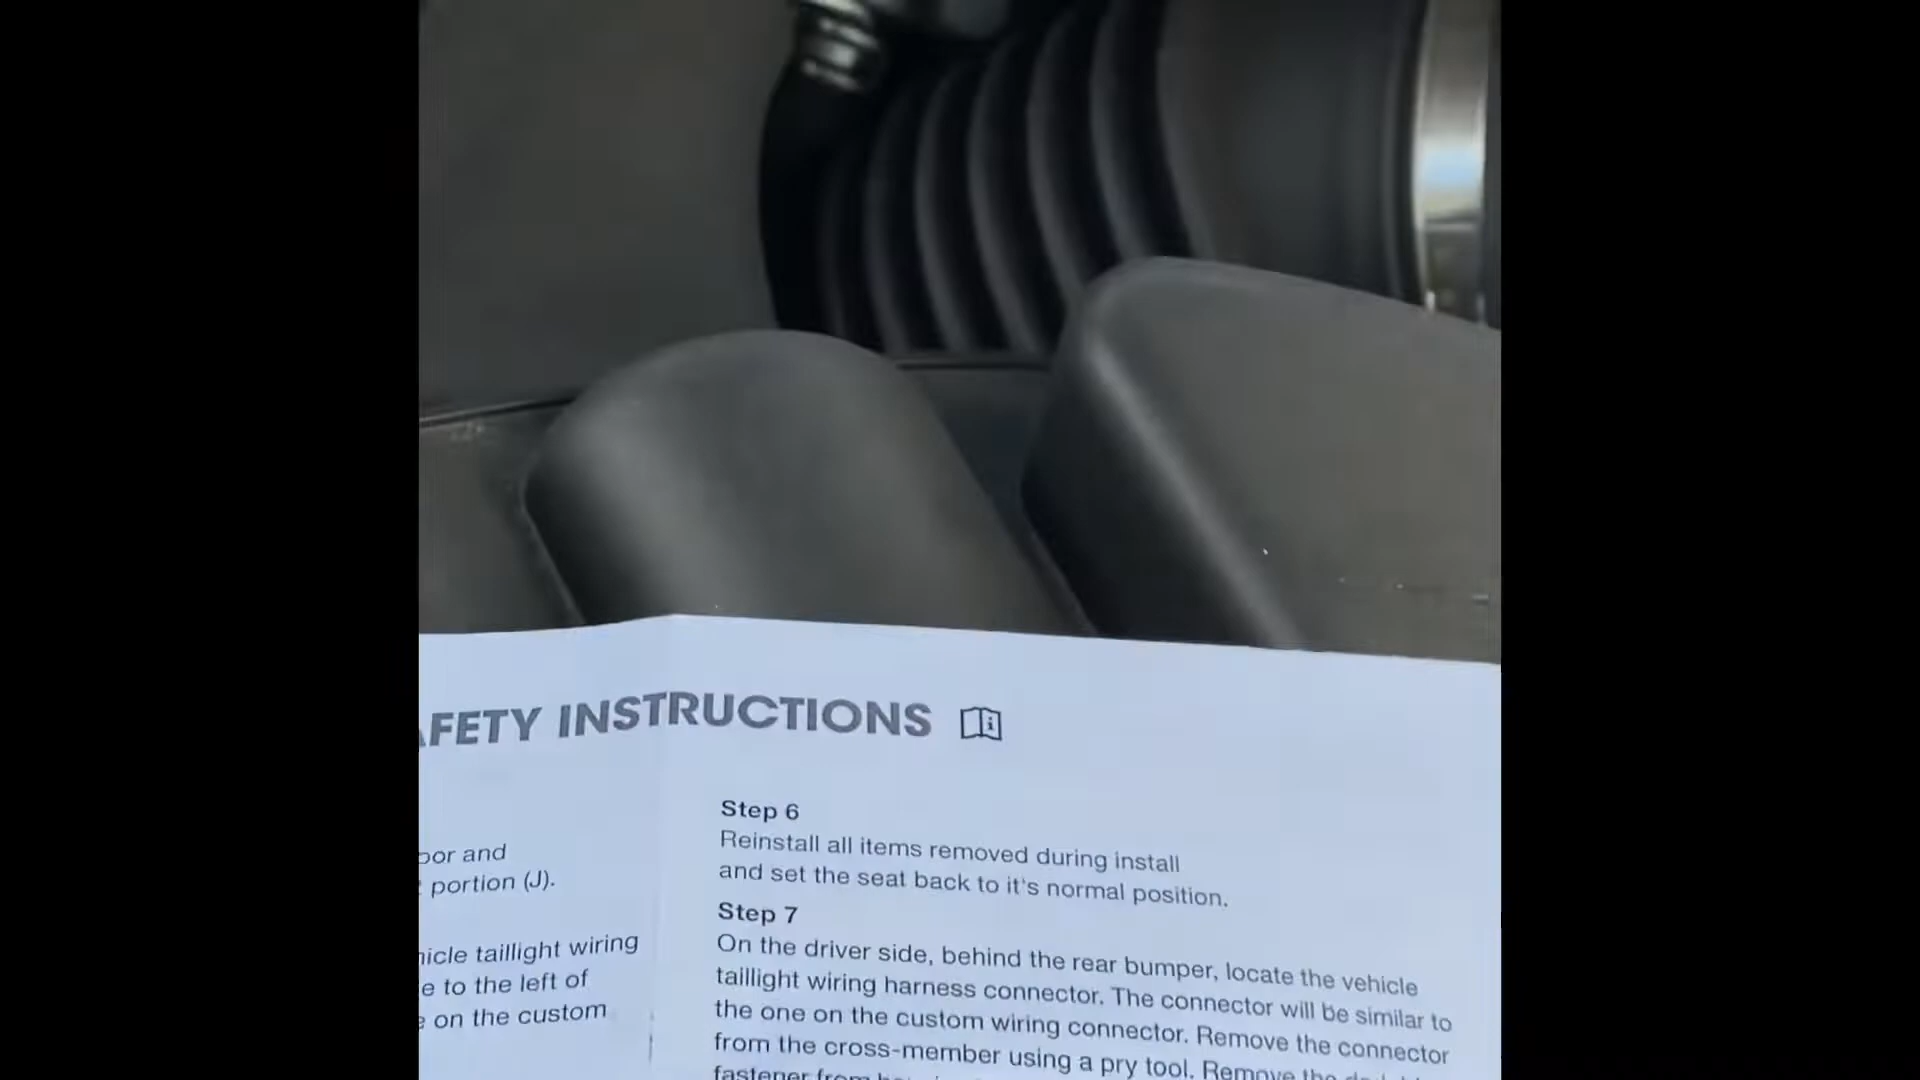 FETY INSTRUCTIONS
and
portion (J).
taillight wiring
e to the left of
on the custom
Step 6
Reinstall all items removed during install
and set the seat back to it's normal position.
Step 7
On the driver side, behind the rear bumper, locate the vehicle
taillight wiring harness connector. The connector will be similar to
the one on the custom wiring connector. Remove the connector
from the cross-member using a pry tool. Remove the
fastener from